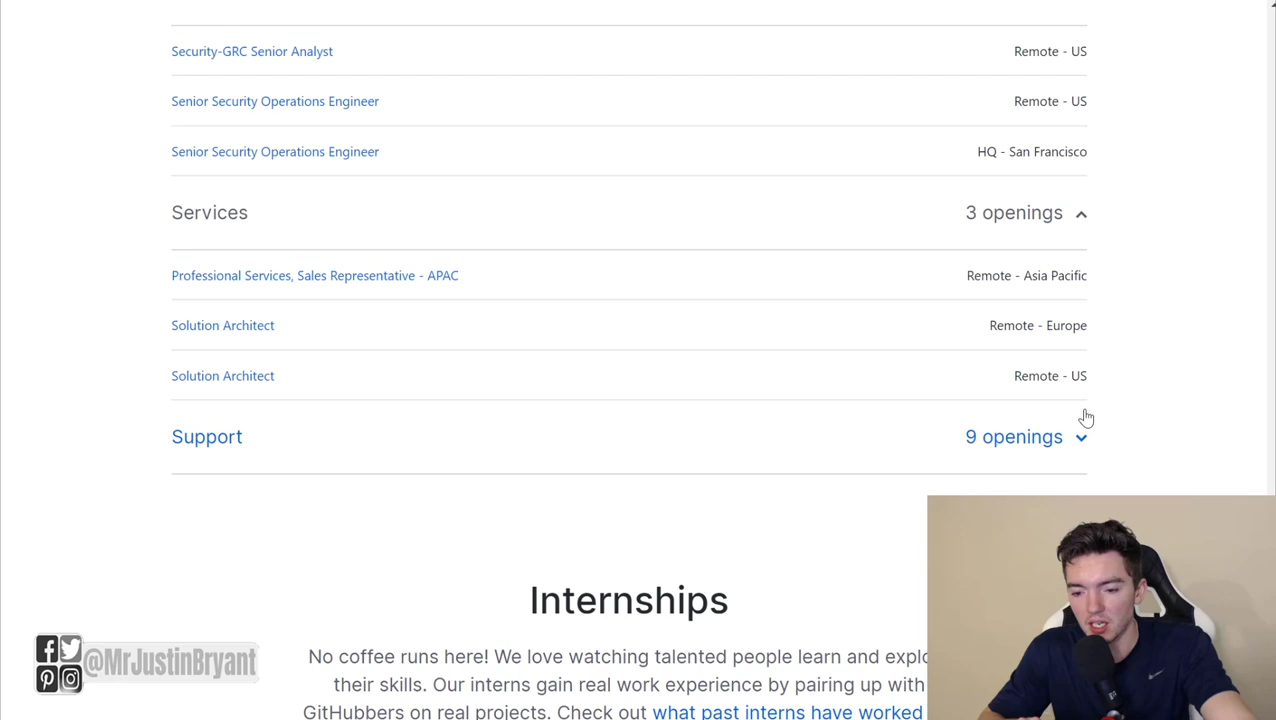 Security-GRC Senior Analyst Remote - US
Senior Security Operations Engineer Remote - US
Senior Security Operations Engineer HQ - San Francisco
Services 3 openings
Professional Services, Sales Representative - APAC Remote - Asia Pacific
Solution Architect Remote - Europe
Solution Architect Remote - US
Support 9 openings
Internships
No coffee runs here! We love watching talented people learn and explo
their skills. Our interns gain real work experience by pairing up with
GitHubbers on real projects. Check out what past interns have worked
@MrJustinBryant